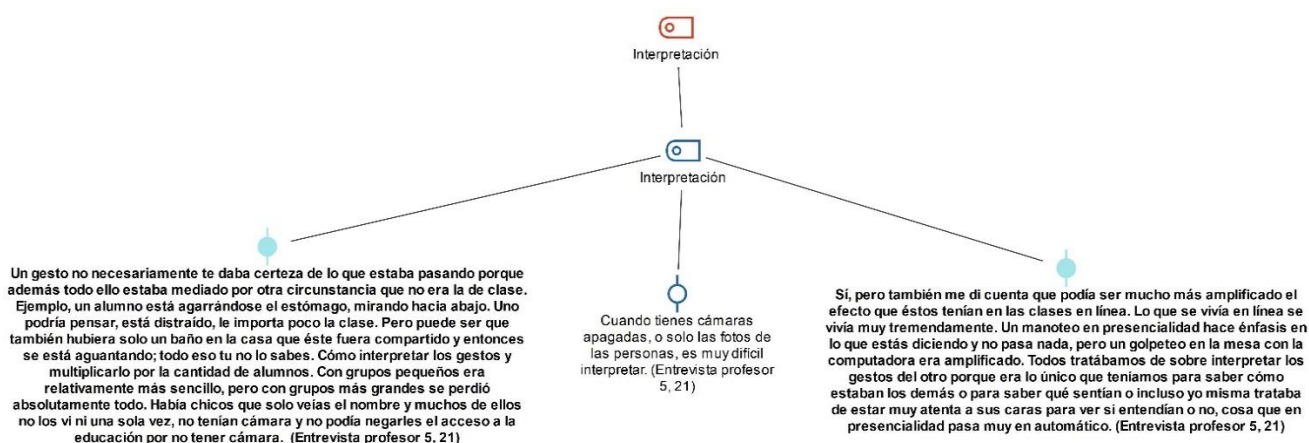 Interpretación
Interpretación
Un gesto no necesariamente te daba certeza de lo que estaba pasando porque
además todo ello estaba mediado por otra circunstancia que no era la de clase.
Ejemplo, un alumno está agarrándose el estómago, mirando hacia abajo. Uno
podría pensar, está distraído, le importa poco la clase. Pero puede ser que
también hubiera solo un baño en la casa que éste fuera compartido y entonces
se está aguantando; todo eso tu no lo sabes. Cómo interpretar los gestos y
multiplicarlo por la cantidad de alumnos. Con grupos pequeños era
relativamente más sencillo, pero con grupos más grandes se perdió
absolutamente todo. Había chicos que solo veías el nombre y muchos de ellos
no los vi ni una sola vez, no tenían cámara y no podía negarles el acceso a la
educación por no tener cámara. (Entrevista profesor 5, 21)
Cuando tienes cámaras
apagadas, o solo las fotos de
las personas, es muy difícil
interpretar. (Entrevista profesor
5, 21)
Sí, pero también me di cuenta que podía ser mucho más amplificado el
efecto que éstos tenían en las clases en línea. Lo que se vivía en línea se
vivía muy tremendamente. Un manoteo en presencialidad hace énfasis en
lo que estás diciendo y no pasa nada, pero un golpeteo en la mesa con la
computadora era amplificado. Todos tratábamos de sobre interpretar los
gestos del otro porque era lo único que teníamos para saber cómo
estaban los demás o para saber qué sentían o incluso yo misma trataba
de estar muy atenta a sus caras para ver si entendían o no, cosa que en
presencialidad pasa muy en automático. (Entrevista profesor 5, 21)